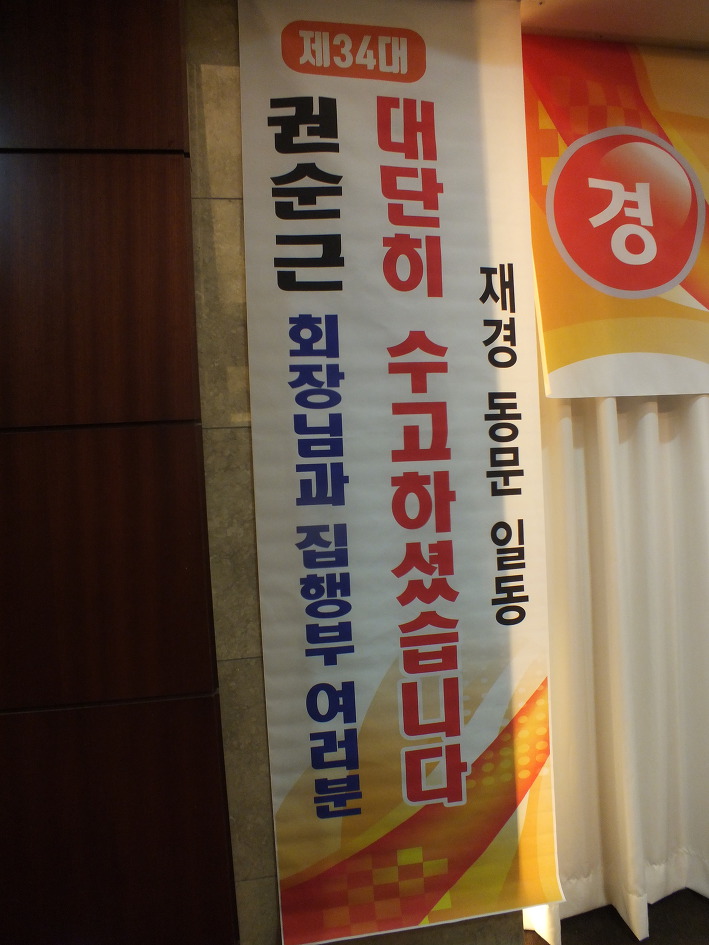 제34대
권순근 회장님과 집행부 여러분
대단히 수고하셨습니다
재경 동문 일동
경